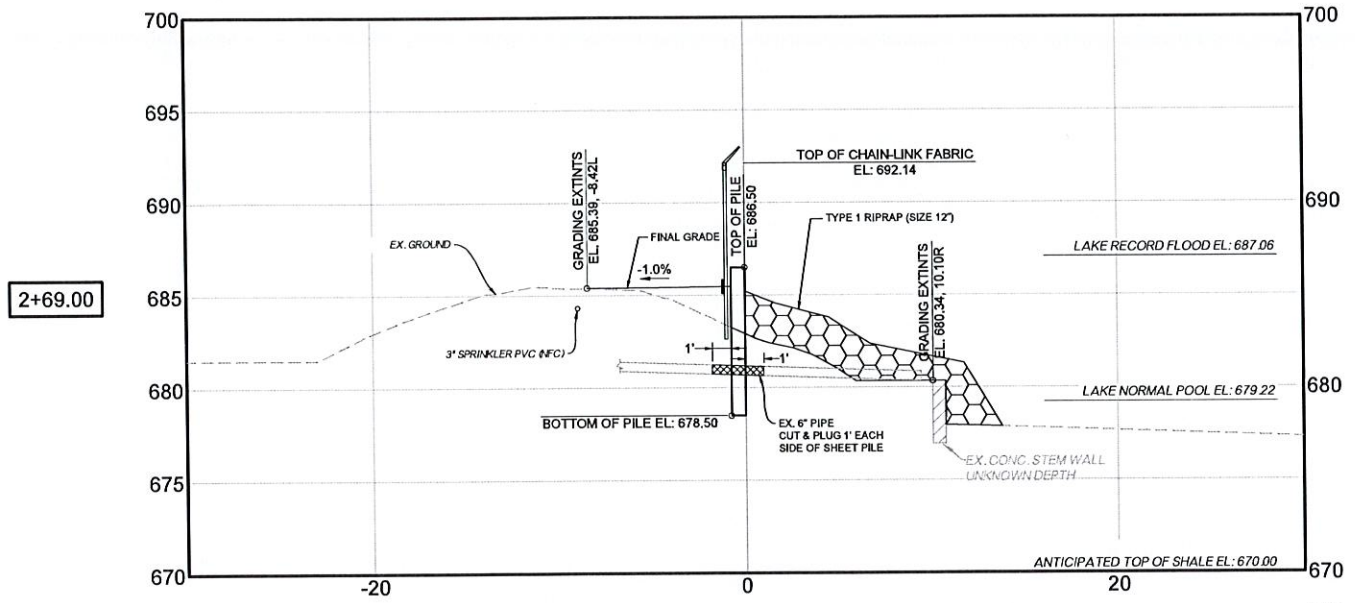 700
700
695
TOP OF CHAIN-LINK FABRIC
EL: 692.14
GRADING EXTINTS
EL. 685.39, -8.42L
TOP OF PILE
EL: 686.50
690
690
TYPE 1 RIPRAP (SIZE 12")
EX. GROUND
FINAL GRADE
GRADING EXTINTS
EL. 680.34, 10.10R
LAKE RECORD FLOOD EL: 687.06
-1.0%
2+69.00
685
3" SPRINKLER PVC (NFC)
1'
1'
680
680
LAKE NORMAL POOL EL: 679.22
BOTTOM OF PILE EL: 678.50
EX. 6" PIPE
CUT & PLUG 1' EACH
SIDE OF SHEET PILE
EX. CONC. STEM WALL
UNKNOWN DEPTH
675
ANTICIPATED TOP OF SHALE EL: 670.00
670
670
-20
0
20